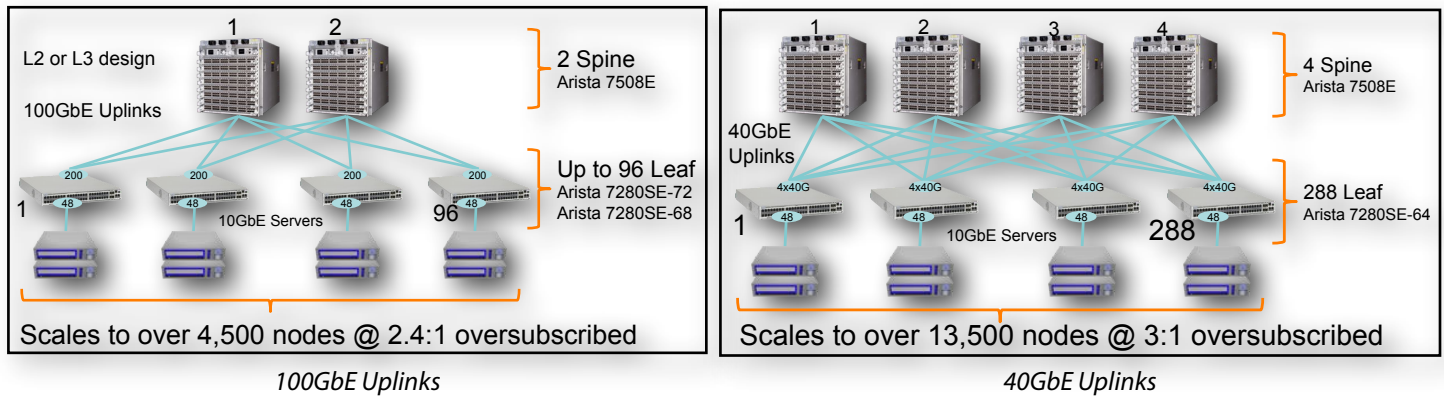 1
2
L2 or L3 design
100GbE Uplinks
2 Spine
Arista 7508E
200
200
200
200
Up to 96 Leaf
Arista 7280SE-72
Arista 7280SE-68
1
48
48
48
96
48
10GbE Servers
Scales to over 4,500 nodes @ 2.4:1 oversubscribed
100GbE Uplinks
1
2
3
4
4 Spine
Arista 7508E
40GbE
Uplinks
4x40G
4x40G
4x40G
4x40G
288 Leaf
Arista 7280SE-64
1
48
48
48
288
48
10GbE Servers
Scales to over 13,500 nodes @ 3:1 oversubscribed
40GbE Uplinks